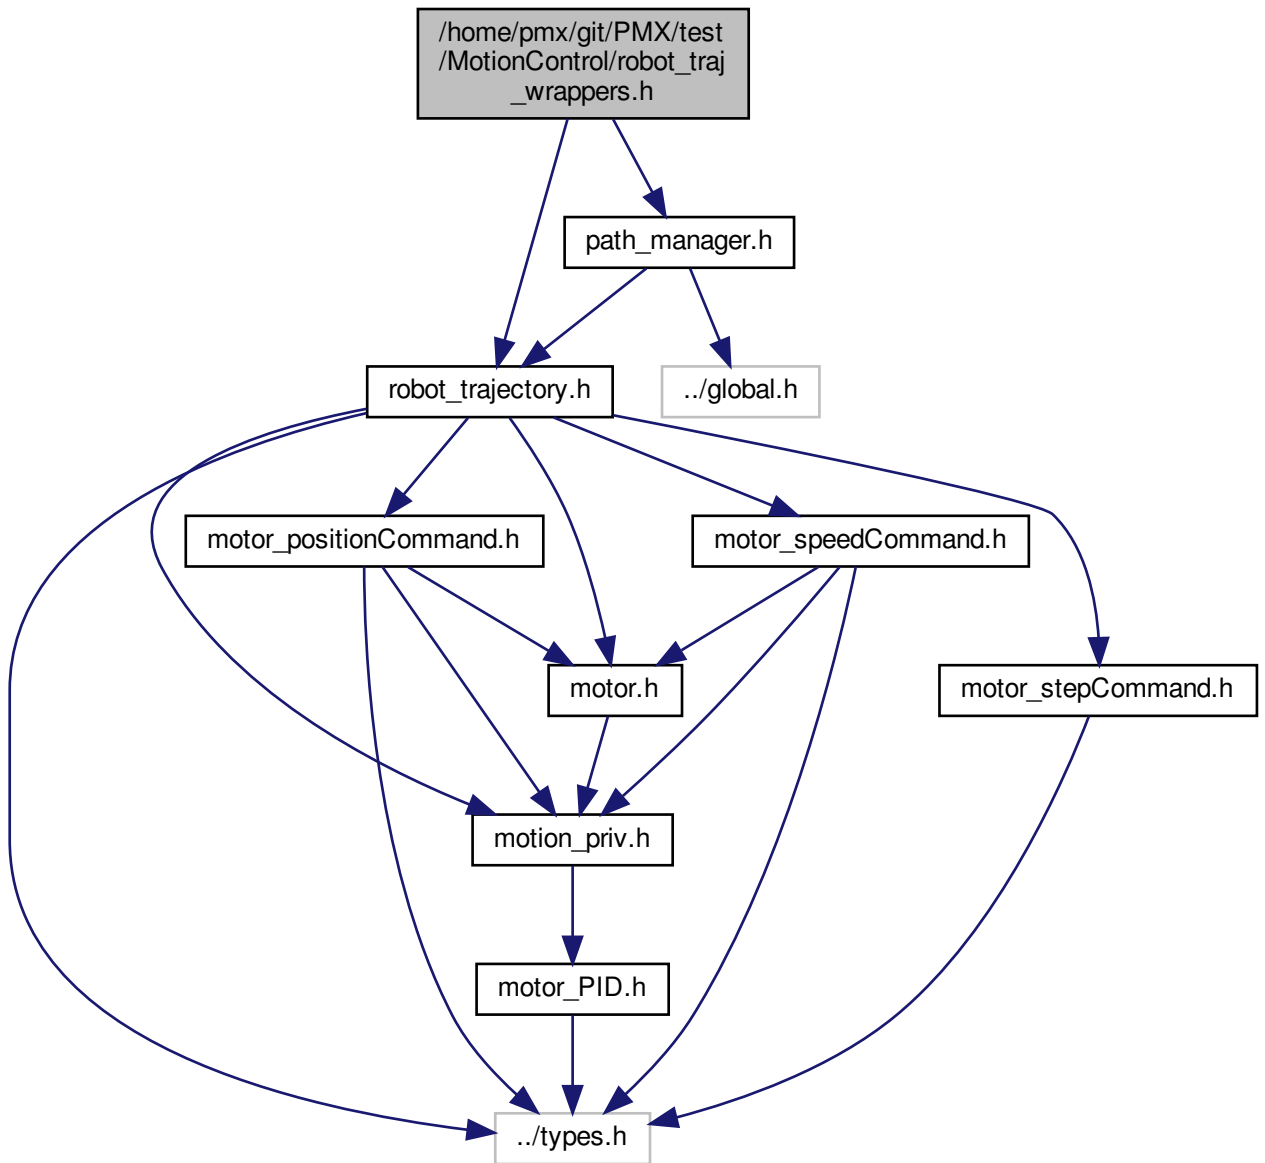 /home/pmx/git/PMX/test
/MotionControl/robot_traj
_wrappers.h
path_manager.h
robot_trajectory.h
../global.h
motor_positionCommand.h
motor_speedCommand.h
motor.h
motor_stepCommand.h
motion_priv.h
motor_PID.h
../types.h